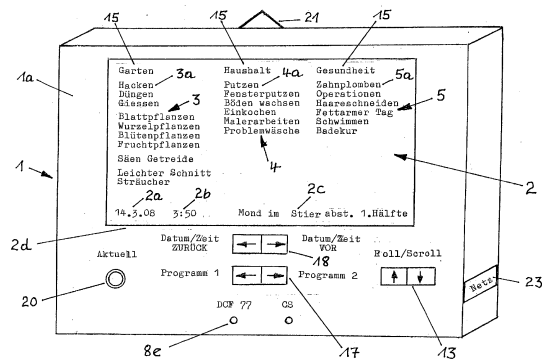 15 15 21 15
1a
Garten Haushalt Gesundheit
3a 4a 5a
Hacken Putzen Zahnplomben
Düngen Fensterputzen Operationen
Giessen 3 Böden wachsen Haareschneiden 5
Einkochen Fettarmer Tag
Blattpflanzen Malerarbeiten Schwimmen
Wurzelpflanzen Problemwäsche Badekur
Blütenpflanzen
Fruchtpflanzen
4
Säen Getreide
1 2
Leichter Schnitt
Sträucher
2a 2b 2c
14.3.08 3:50 Mond im Stier abst. 1.Hälfte
2d
Datum/Zeit Datum/Zeit
ZURÜCK VOR
18
Aktuell Roll/Scroll
Programm 1 Programm 2
20 23
Netz
DCF 77 CS
8e 17 13